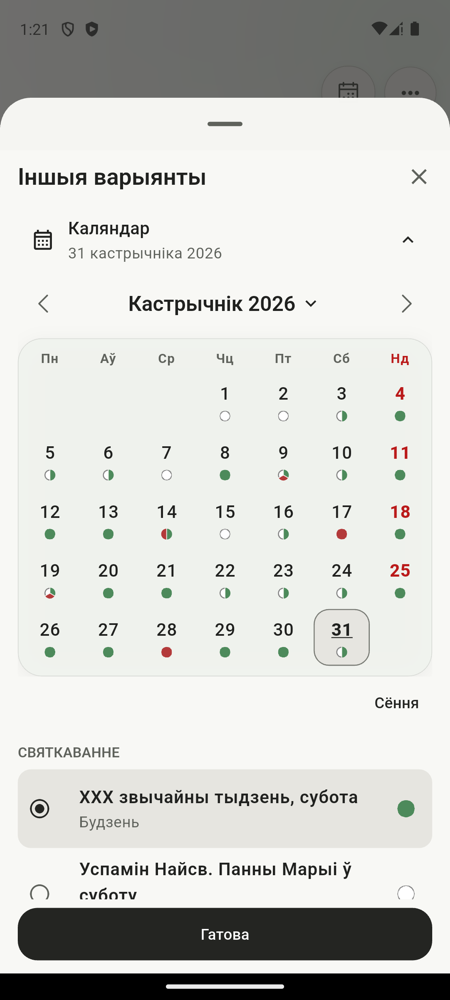 1:21
Іншыя варыянты
Каляндар
31 кастрычніка 2026
Кастрычнік 2026
Пн Аў Ср Чц Пт Сб Нд
1 2 3 4
5 6 7 8 9 10 11
12 13 14 15 16 17 18
19 20 21 22 23 24 25
26 27 28 29 30 31
Сёння
СВЯТКАВАННЕ
XXX звычайны тыдзень, субота
Будзень
Успамін Найсв. Панны Марыі ў
суботу
Гатова